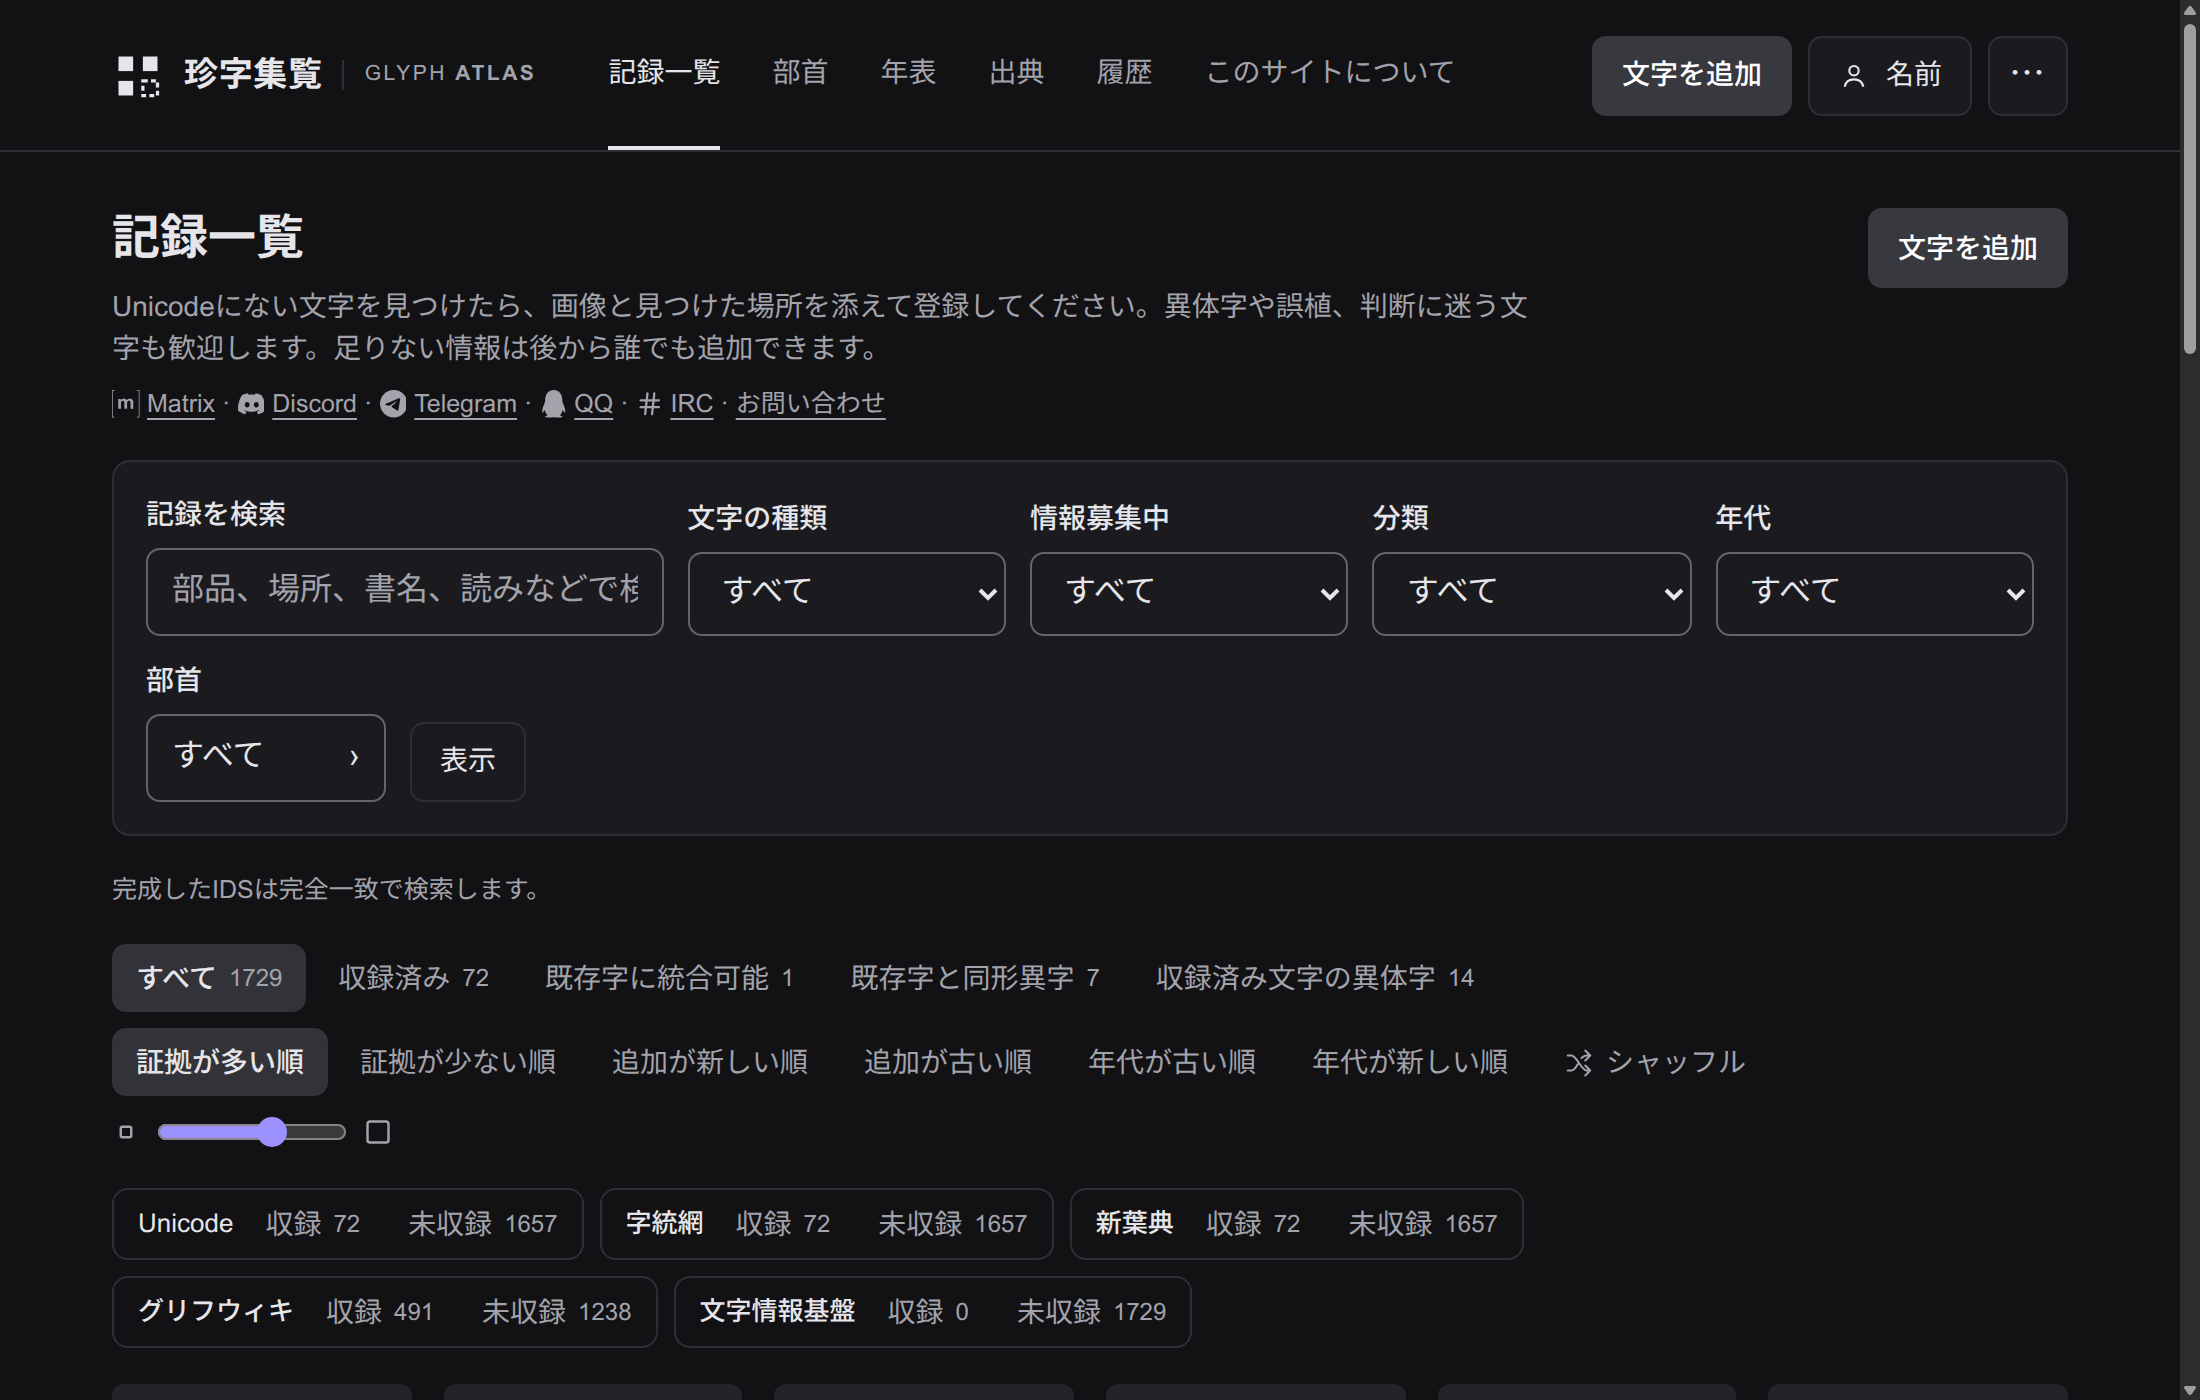 珍字集覧 GLYPH ATLAS 記録一覧 部首 年表 出典 履歴 このサイトについて 文字を追加 名前 …
記録一覧 文字を追加
Unicodeにない文字を見つけたら、画像と見つけた場所を添えて登録してください。異体字や誤植、判断に迷う文
字も歓迎します。足りない情報は後から誰でも追加できます。
[m] Matrix · Discord · Telegram · QQ · # IRC · お問い合わせ
記録を検索 文字の種類 情報募集中 分類 年代
部品、場所、書名、読みなどで すべて すべて すべて すべて
部首
すべて › 表示
完成したIDSは完全一致で検索します。
すべて 1729 収録済み 72 既存字に統合可能 1 既存字と同形異字 7 収録済み文字の異体字 14
証拠が多い順 証拠が少ない順 追加が新しい順 追加が古い順 年代が古い順 年代が新しい順 シャッフル
Unicode 収録 72 未収録 1657 字統網 収録 72 未収録 1657 新葉典 収録 72 未収録 1657
グリフウィキ 収録 491 未収録 1238 文字情報基盤 収録 0 未収録 1729